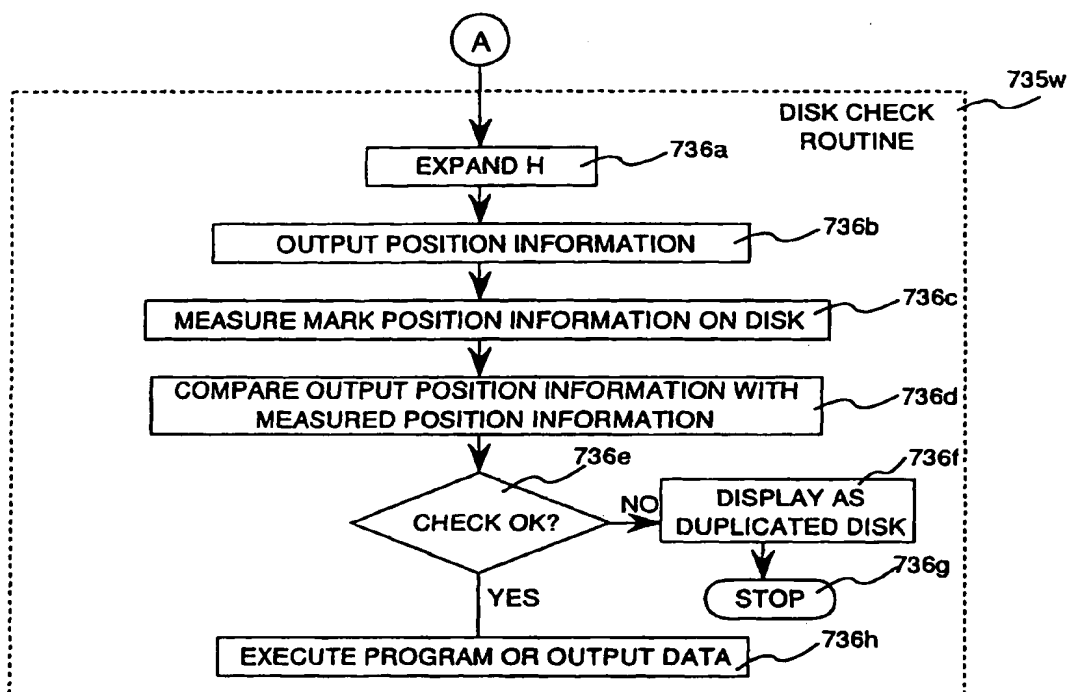 A
735w
DISK CHECK
ROUTINE
736a
EXPAND H
736b
OUTPUT POSITION INFORMATION
736c
MEASURE MARK POSITION INFORMATION ON DISK
COMPARE OUTPUT POSITION INFORMATION WITH
MEASURED POSITION INFORMATION
736d
736e
736f
CHECK OK?
NO
DISPLAY AS
DUPLICATED DISK
736g
STOP
YES
736h
EXECUTE PROGRAM OR OUTPUT DATA